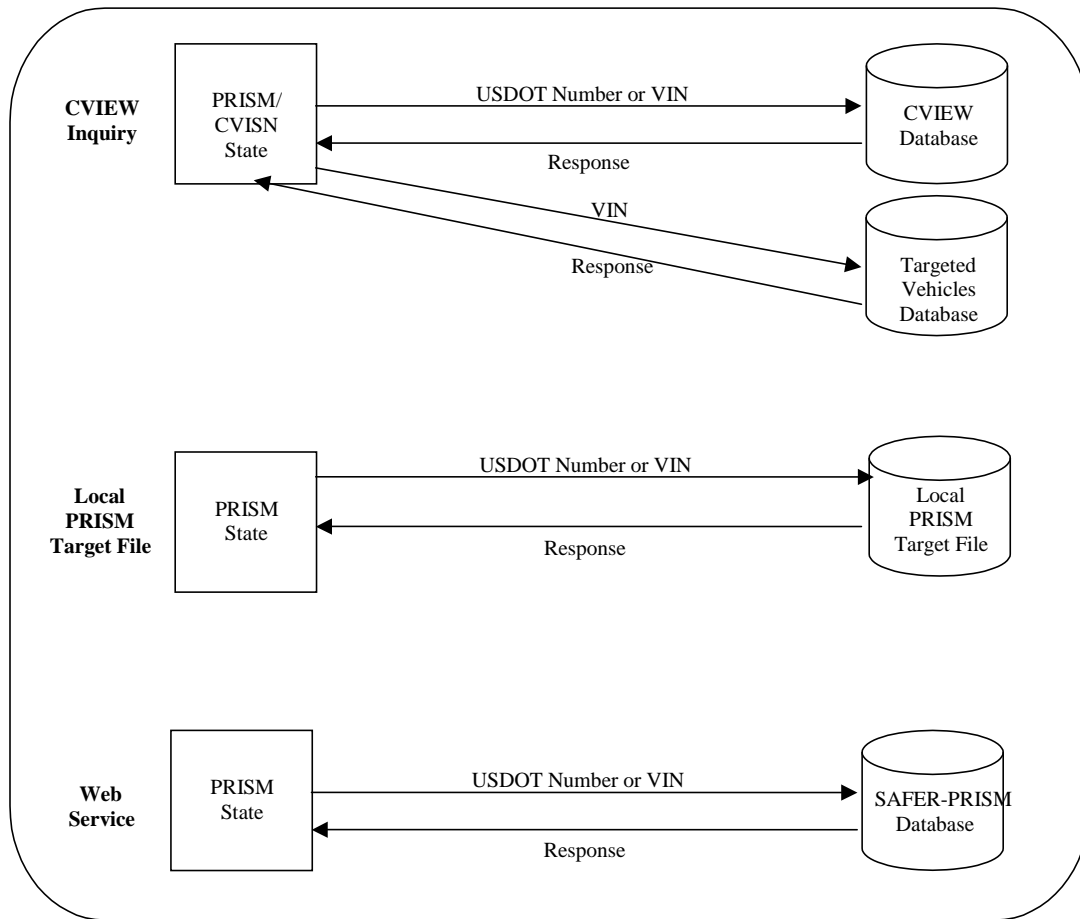 CVIEW
Inquiry
PRISM/
CVISN
State
USDOT Number or VIN
Response
CVIEW
Database
VIN
Response
Targeted
Vehicles
Database
Local
PRISM
Target File
PRISM
State
USDOT Number or VIN
Response
Local
PRISM
Target File
Web
Service
PRISM
State
USDOT Number or VIN
Response
SAFER-PRISM
Database